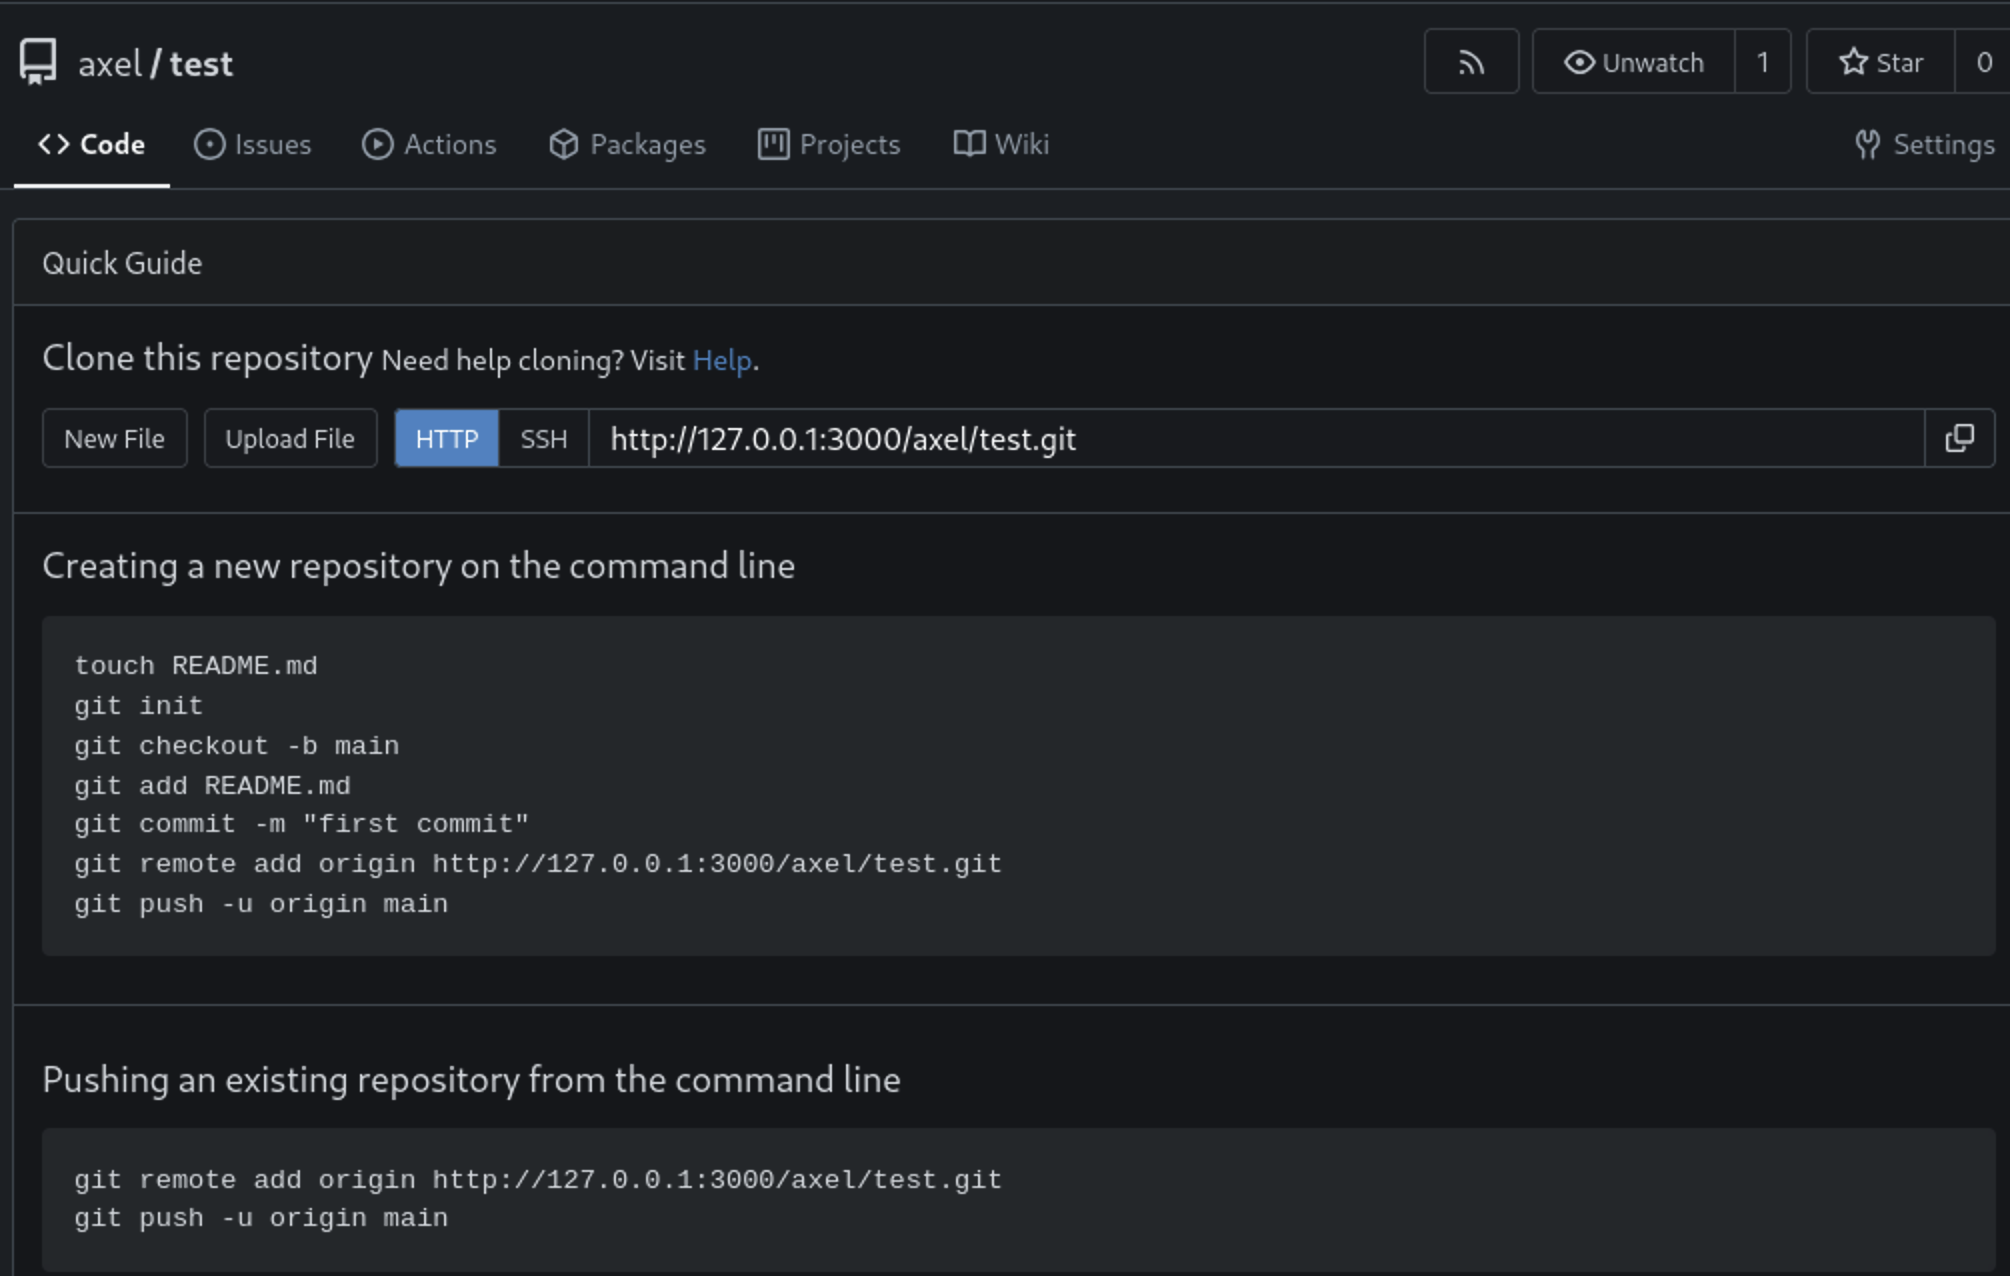 axel / test
Unwatch 1 Star 0
Code Issues Actions Packages Projects Wiki Settings
Quick Guide
Clone this repository Need help cloning? Visit Help.
New File Upload File HTTP SSH http://127.0.0.1:3000/axel/test.git
Creating a new repository on the command line
touch README.md
git init
git checkout -b main
git add README.md
git commit -m "first commit"
git remote add origin http://127.0.0.1:3000/axel/test.git
git push -u origin main
Pushing an existing repository from the command line
git remote add origin http://127.0.0.1:3000/axel/test.git
git push -u origin main